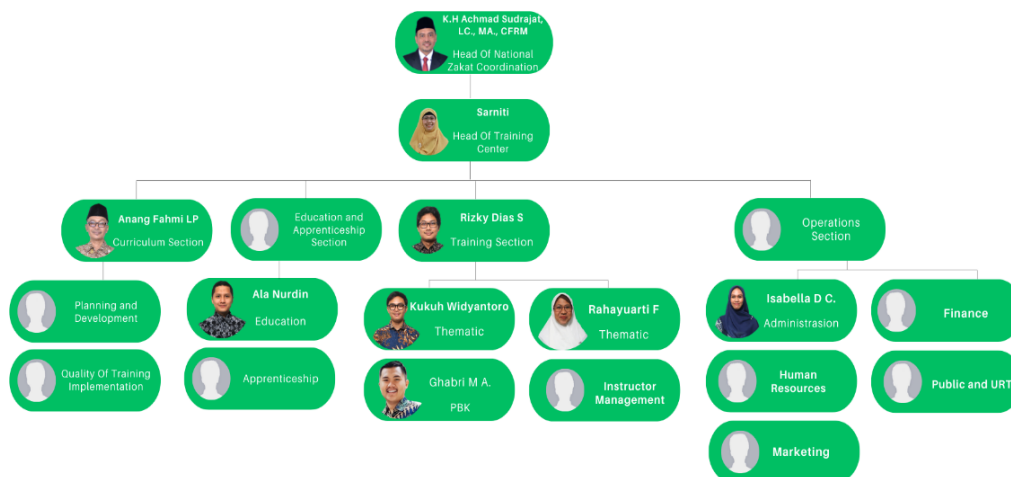 K.H Achmad Sudrajat,
LC., MA., CFRM
Head Of National
Zakat Coordination
Sarniti
Head Of Training
Center
Anang Fahmi LP
Curriculum Section
Education and
Apprenticeship
Section
Rizky Dias S
Training Section
Operations
Section
Planning and
Development
Ala Nurdin
Education
Kukuh Widyantoro
Thematic
Rahayuarti F
Thematic
Isabella D C.
Administrasion
Finance
Quality Of Training
Implementation
Apprenticeship
Ghabri M A.
PBK
Instructor
Management
Human
Resources
Public and URT
Marketing